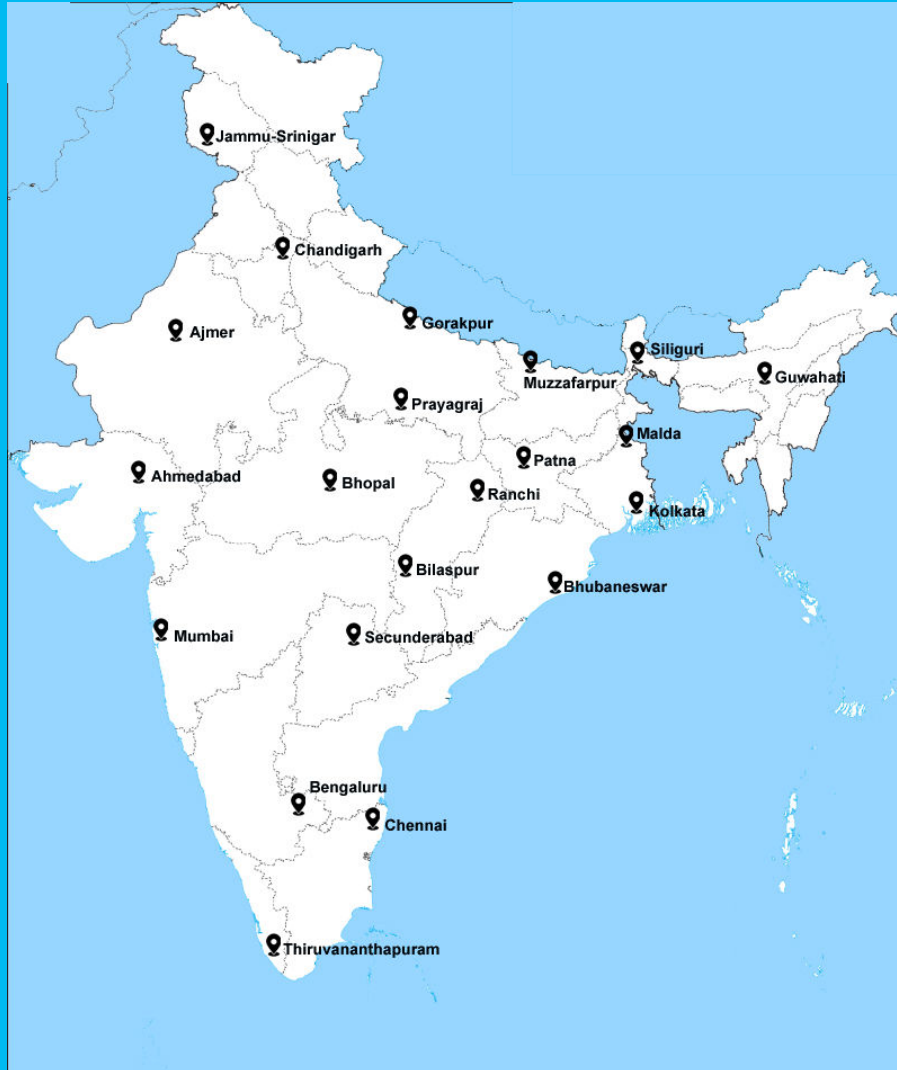 Jammu-Srinigar
Chandigarh
Ajmer
Gorakpur
Siliguri
Muzzafarpur
Guwahati
Prayagraj
Malda
Patna
Ahmedabad
Bhopal
Ranchi
Kolkata
Bilaspur
Bhubaneswar
Mumbai
Secunderabad
Bengaluru
Chennai
Thiruvananthapuram